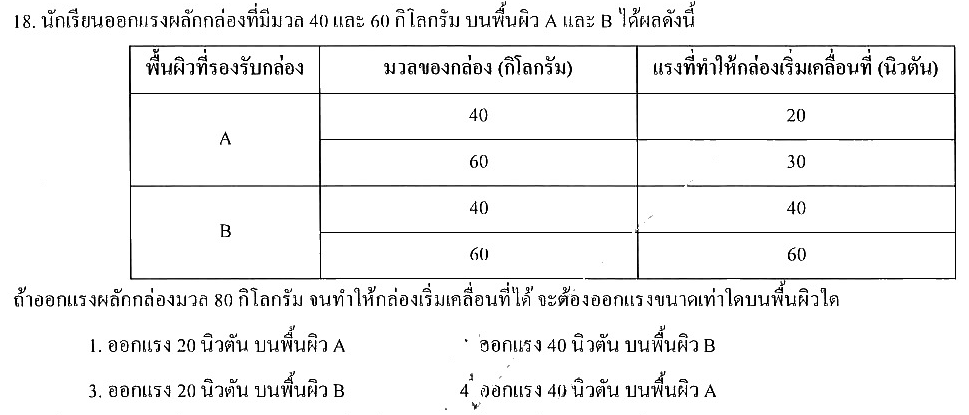 18. นักเรียนออกแรงผลักกล่องที่มีมวล 40 และ 60 กิโลกรัม บนพื้นผิว A และ B ได้ผลดังนี้
พื้นผิวที่รองรับกล่อง มวลของกล่อง (กิโลกรัม) แรงที่ทำให้กล่องเริ่มเคลื่อนที่ (นิวตัน)
A 40 20
60 30
B 40 40
60 60
ถ้าออกแรงผลักกล่องมวล 80 กิโลกรัม จนทำให้กล่องเริ่มเคลื่อนที่ได้ จะต้องออกแรงขนาดเท่าใดบนพื้นผิวใด
1. ออกแรง 20 นิวตัน บนพื้นผิว A ออกแรง 40 นิวตัน บนพื้นผิว B
3. ออกแรง 20 นิวตัน บนพื้นผิว B 4 ออกแรง 40 นิวตัน บนพื้นผิว A